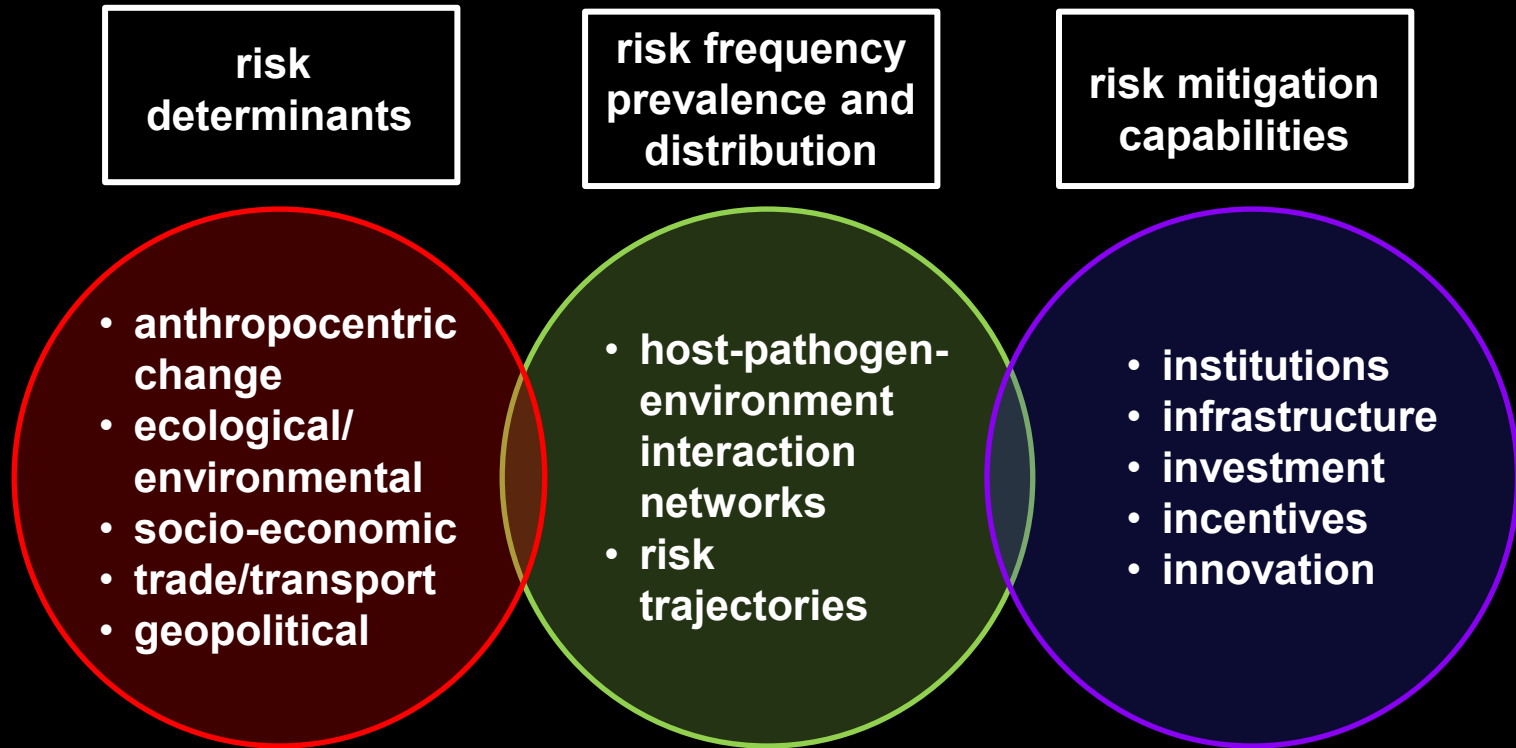 risk
determinants
risk frequency
prevalence and
distribution
risk mitigation
capabilities
• anthropocentric
change
• ecological/
environmental
• socio-economic
• trade/transport
• geopolitical
• host-pathogen-
environment
interaction
networks
• risk
trajectories
• institutions
• infrastructure
• investment
• incentives
• innovation